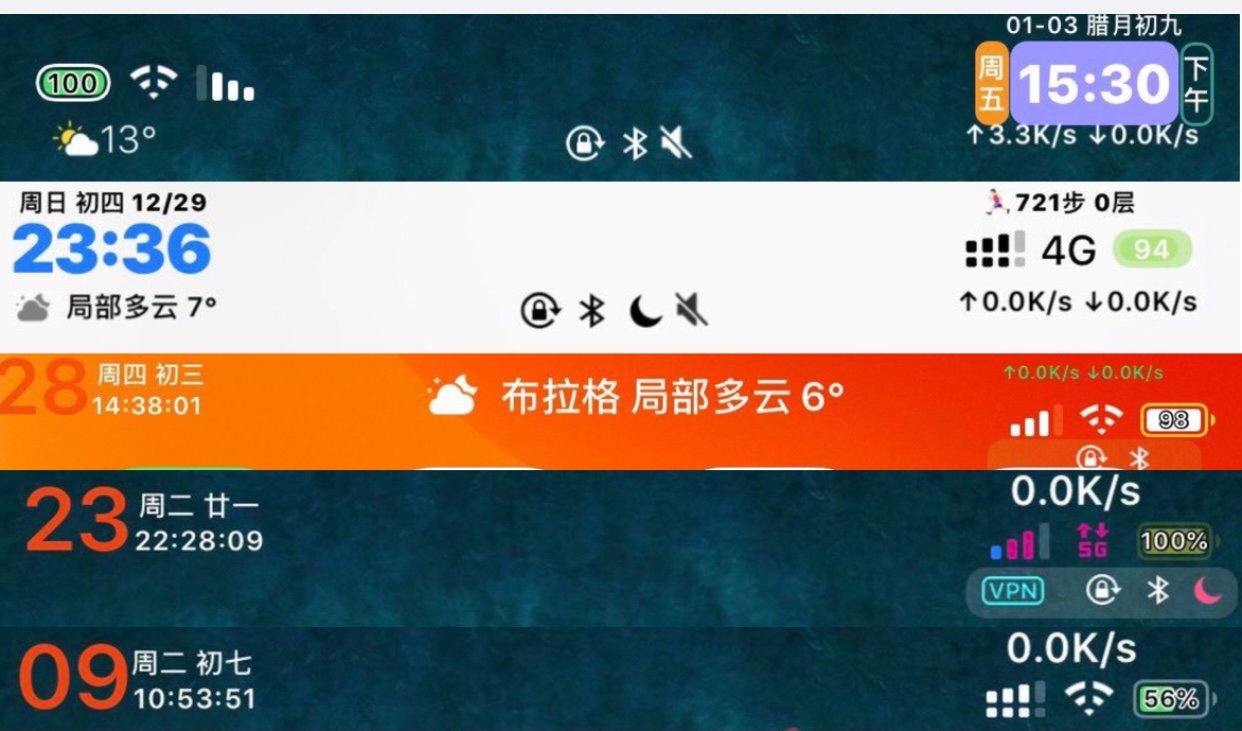 01-03 腊月初九
100
周五 15:30 下午
13°
↑3.3K/s ↓0.0K/s
周日 初四 12/29
721步 0层
23:36
4G 94
局部多云 7°
↑0.0K/s ↓0.0K/s
28 周四 初三
14:38:01
布拉格 局部多云 6°
↑0.0K/s ↓0.0K/s
98
23 周二 廿一
22:28:09
0.0K/s
5G 100%
VPN
09 周二 初七
10:53:51
0.0K/s
56%